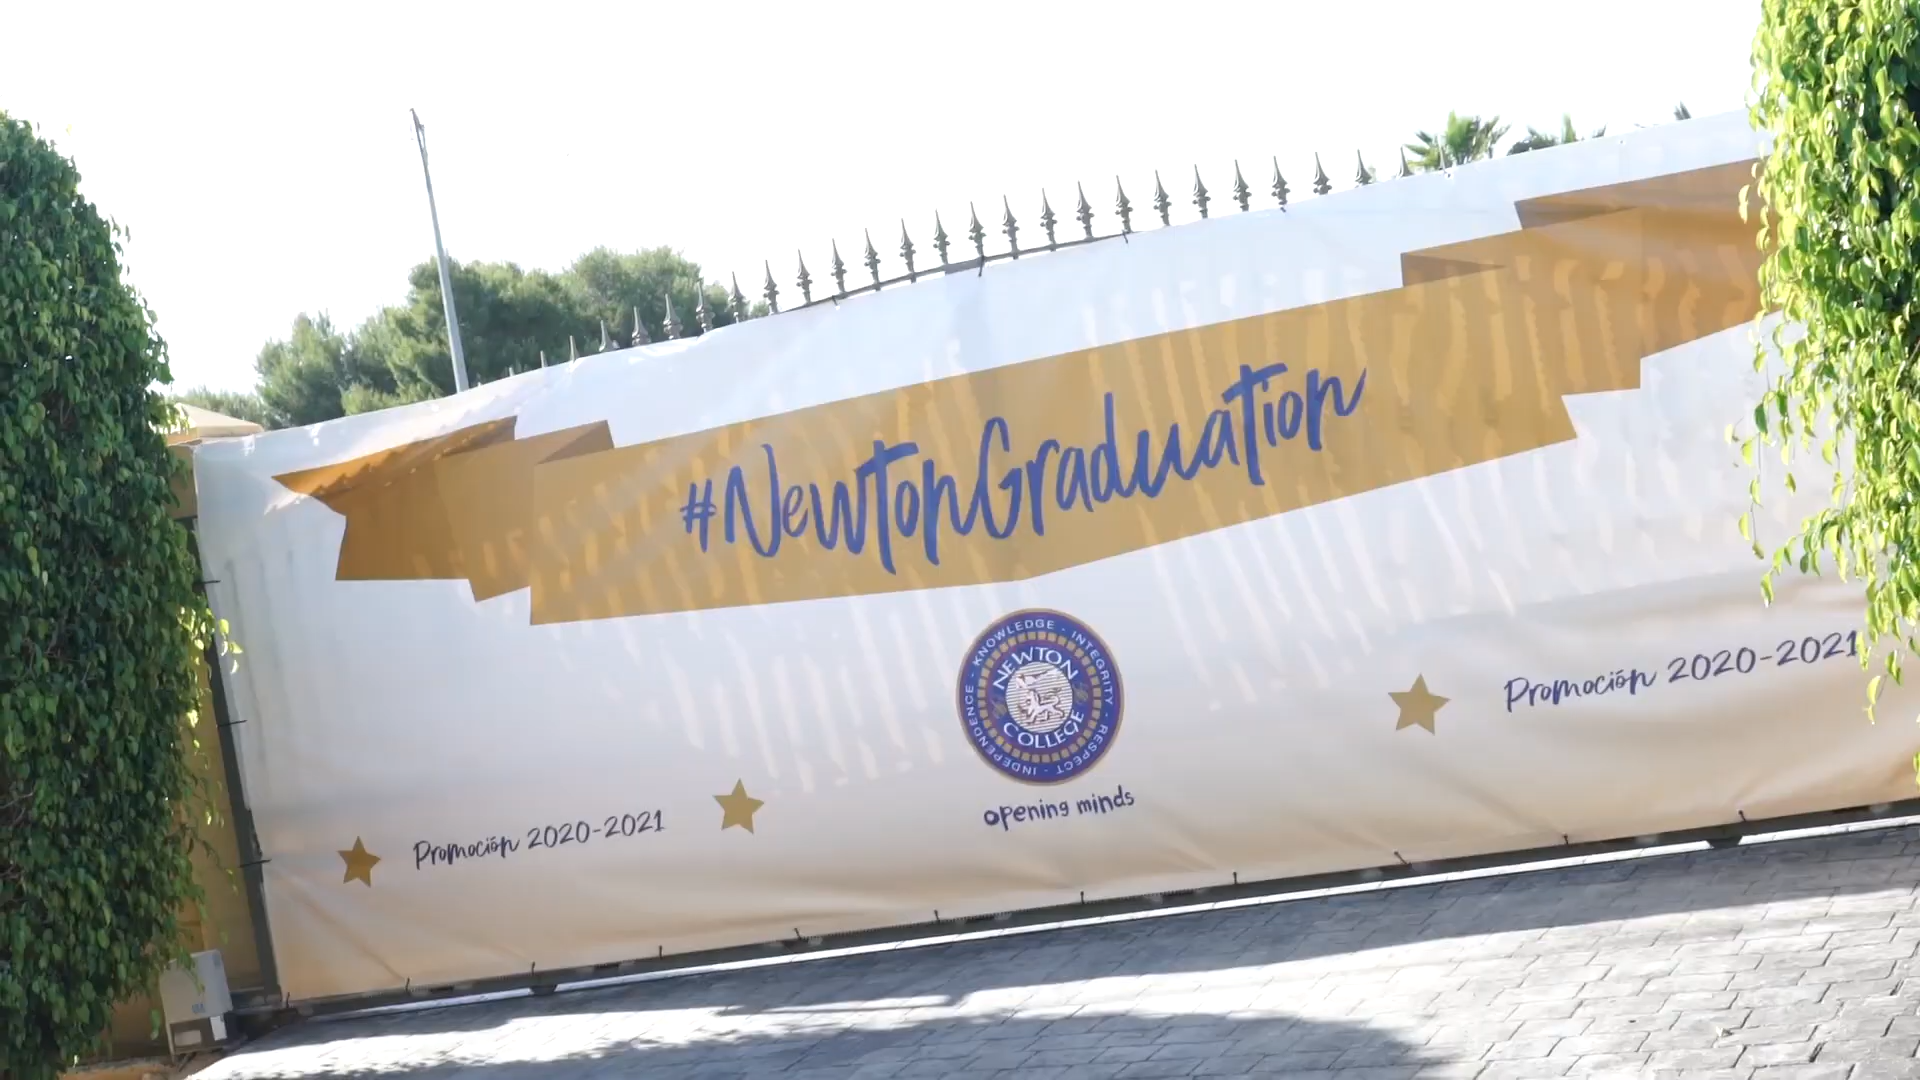 #NewtonGraduation
KNOWLEDGE - INTEGRITY - RESPECT - INDEPENDENCE -
NEWTON
COLLEGE
opening minds
Promoción 2020-2021
Promoción 2020-2021